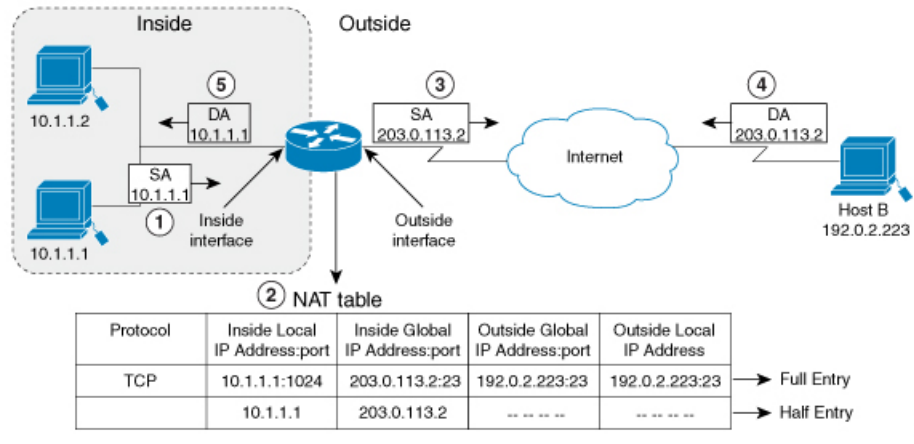 Inside
Outside
5
DA
10.1.1.1
3
SA
203.0.113.2
4
DA
203.0.113.2
10.1.1.2
Internet
SA
10.1.1.1
1
Inside
interface
Outside
interface
Host B
192.0.2.223
10.1.1.1
2 NAT table
Protocol
Inside Local
IP Address:port
Inside Global
IP Address:port
Outside Global
IP Address:port
Outside Local
IP Address
TCP 10.1.1.1:1024 203.0.113.2:23 192.0.2.223:23 192.0.2.223:23 Full Entry
10.1.1.1 203.0.113.2 -- -- -- -- -- -- -- -- Half Entry